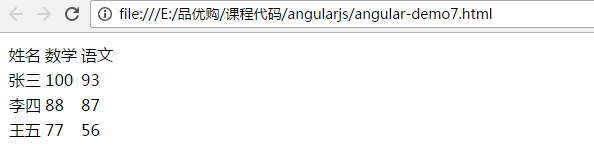 file:///E:/品优购/课程代码/angularjs/angular-demo7.html
姓名 数学 语文
张三 100 93
李四 88 87
王五 77 56